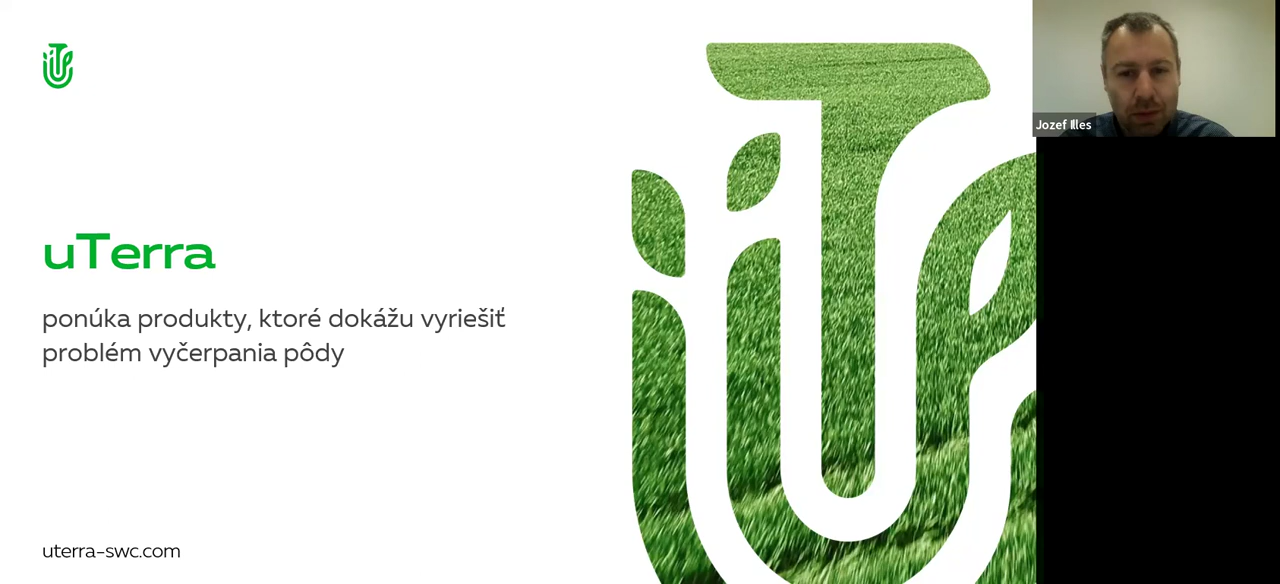 uTerra
ponúka produkty, ktoré dokážu vyriešiť
problém vyčerpania pôdy
uterra-swc.com
Jozef Illes